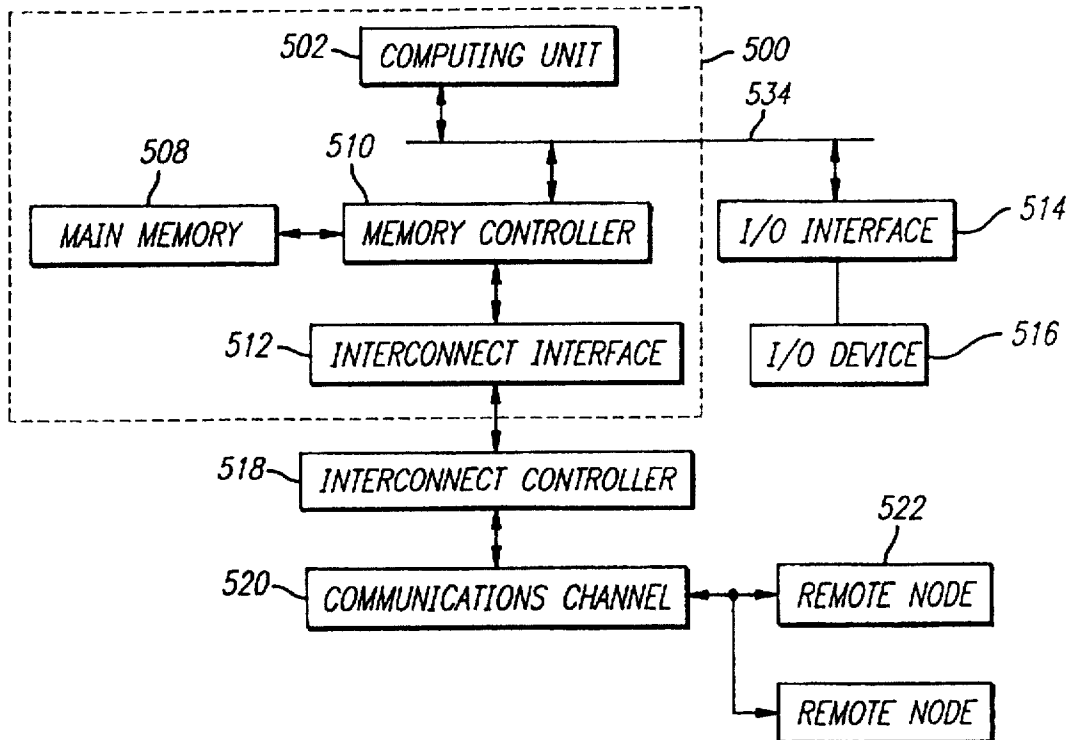 502
COMPUTING UNIT
500
534
508
510
MAIN MEMORY
MEMORY CONTROLLER
I/O INTERFACE
514
512
INTERCONNECT INTERFACE
I/O DEVICE
516
518
INTERCONNECT CONTROLLER
522
520
COMMUNICATIONS CHANNEL
REMOTE NODE
REMOTE NODE